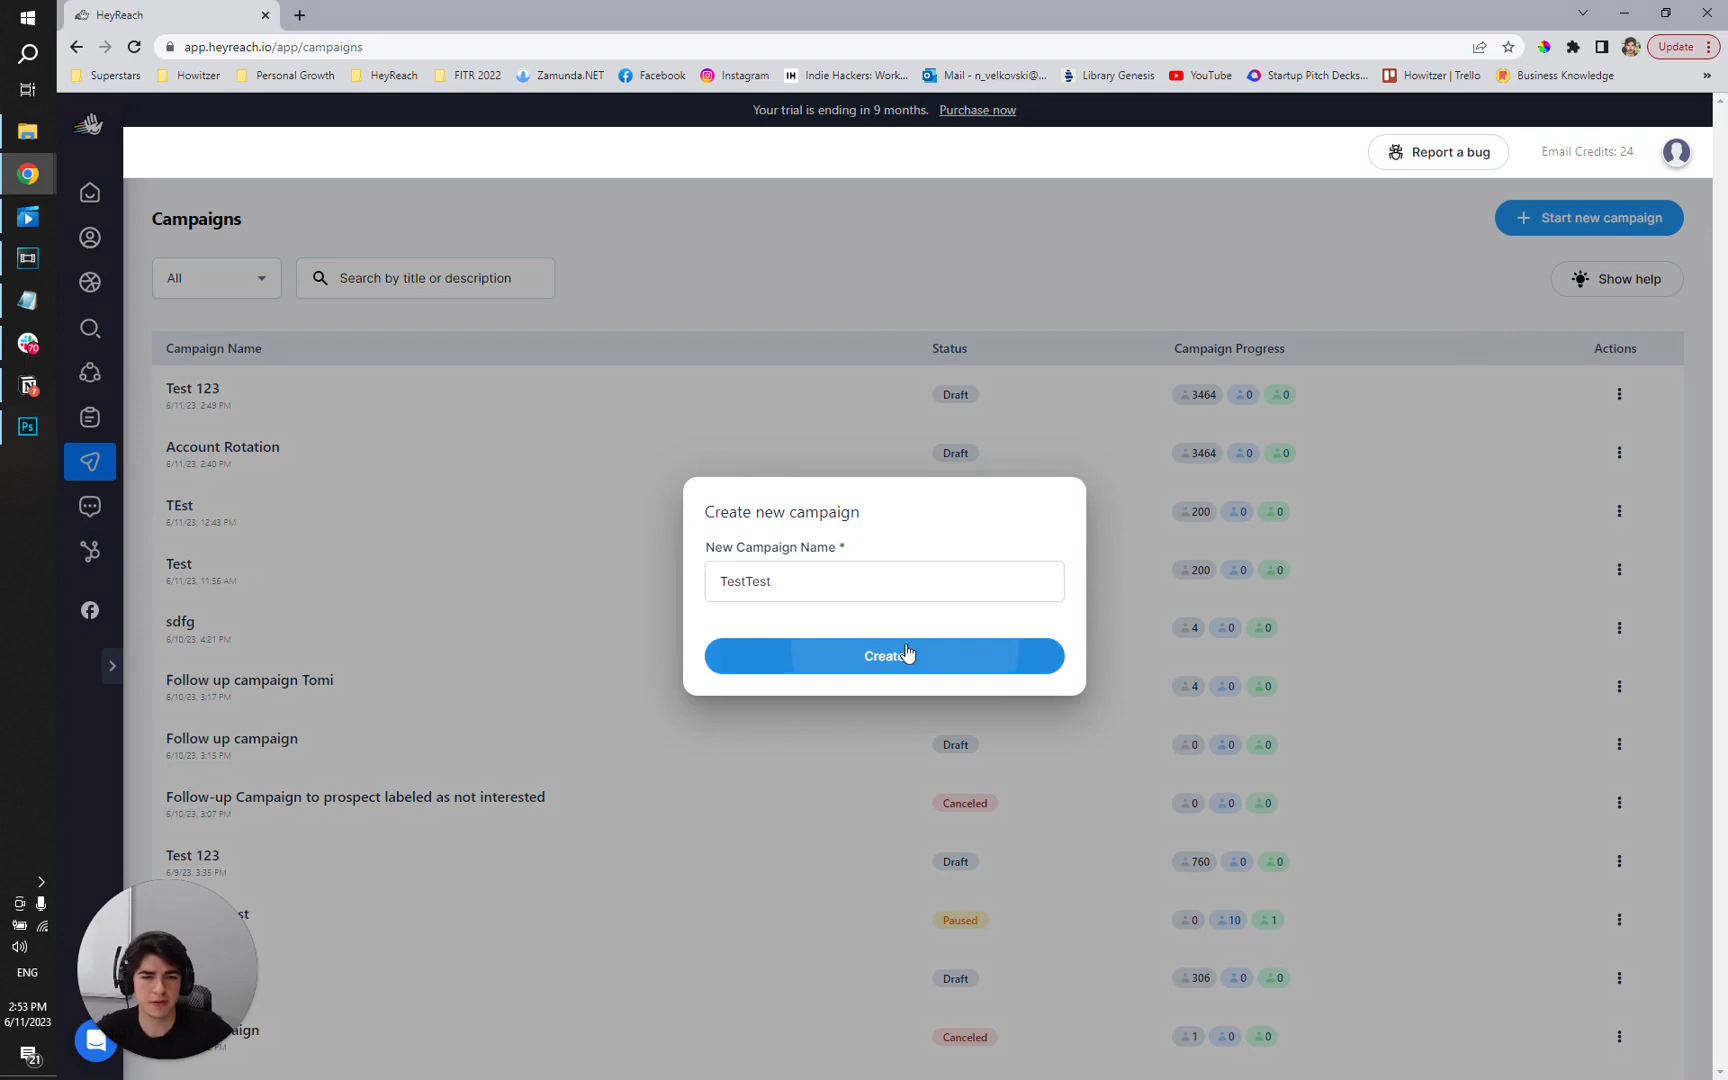 HeyReach
app.heyreach.io/app/campaigns
Update
Superstars
Howitzer
Personal Growth
HeyReach
FITR 2022
Zamunda.NET
Facebook
Instagram
IH Indie Hackers: Work...
Mail - n_velkovski@...
Library Genesis
YouTube
Startup Pitch Decks...
Howitzer | Trello
Business Knowledge
»
Your trial is ending in 9 months. Purchase now
Report a bug
Email Credits: 24
Campaigns
+ Start new campaign
All
Search by title or description
Show help
Campaign Name
Status
Campaign Progress
Actions
Test 123
6/11/23, 2:49 PM
Draft
3464 0 0
Account Rotation
6/11/23, 2:40 PM
Draft
3464 0 0
TEst
6/11/23, 12:43 PM
200 0 0
Test
6/11/23, 11:56 AM
200 0 0
sdfg
6/10/23, 4:21 PM
4 0 0
Follow up campaign Tomi
6/10/23, 3:17 PM
4 0 0
Follow up campaign
6/10/23, 3:15 PM
Draft
0 0 0
Follow-up Campaign to prospect labeled as not interested
6/10/23, 3:07 PM
Canceled
0 0 0
Test 123
6/9/23, 3:35 PM
Draft
760 0 0
st
Paused
0 10 1
Draft
306 0 0
aign
PM
Canceled
1 0 0
Create new campaign
New Campaign Name *
TestTest
Create
70
7
Ps
ENG
2:53 PM
6/11/2023
21